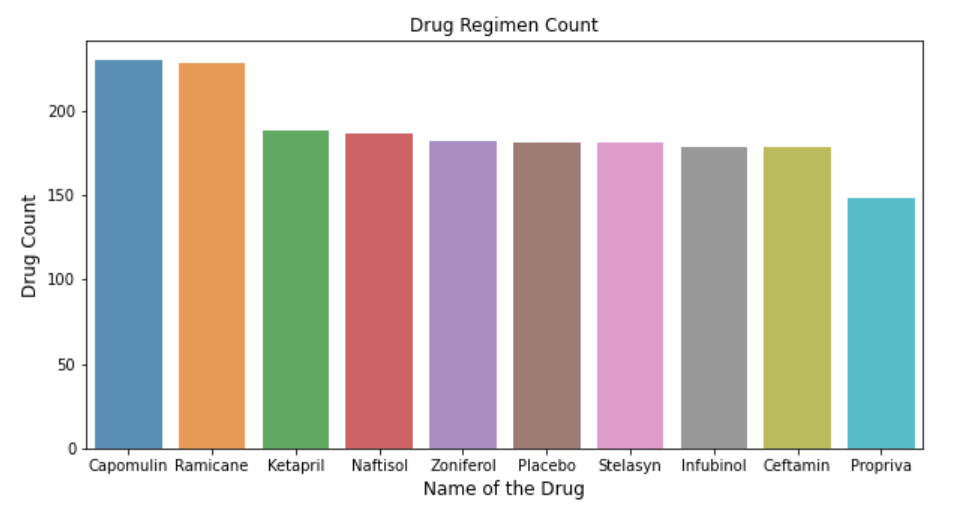 Drug Regimen Count
Drug Count
200
150
100
50
0
Capomulin Ramicane Ketapril Naftisol Zoniferol Placebo Stelasyn Infubinol Ceftamin Propriva
Name of the Drug